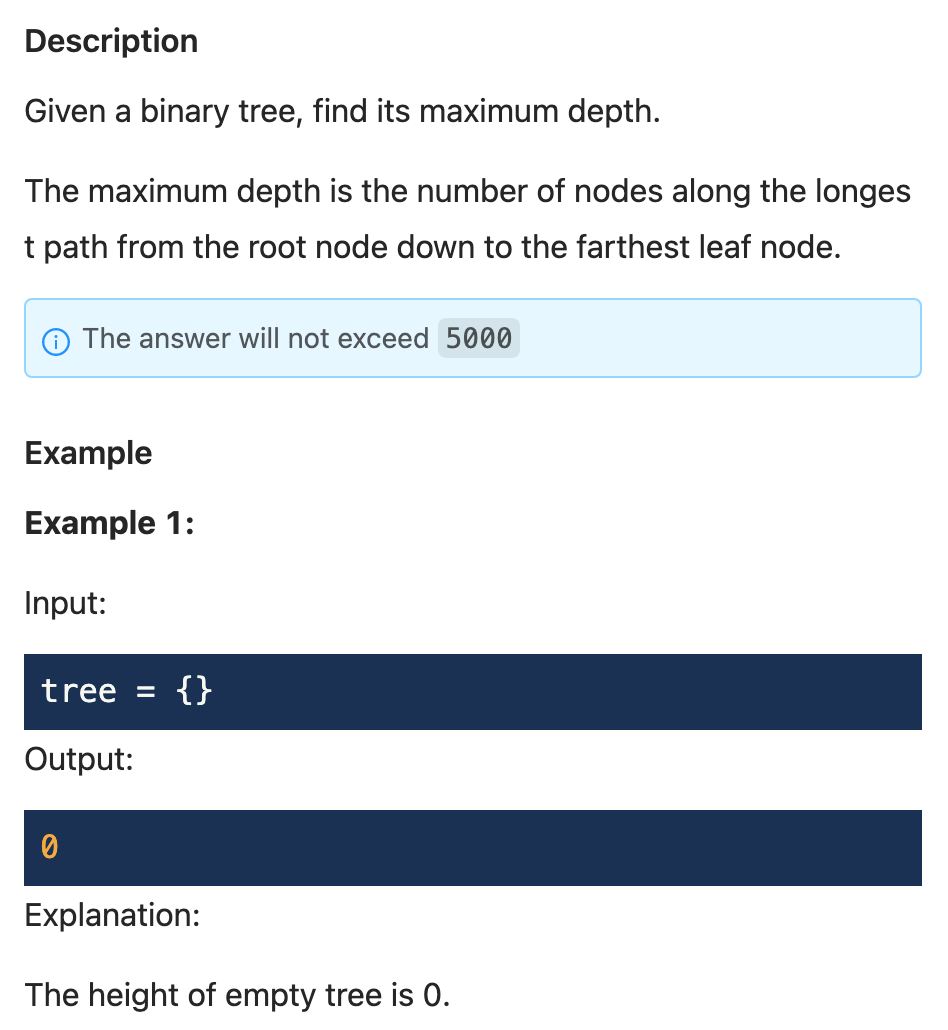 Description
Given a binary tree, find its maximum depth.
The maximum depth is the number of nodes along the longes
t path from the root node down to the farthest leaf node.
The answer will not exceed 5000
Example
Example 1:
Input:
tree = {}
Output:
0
Explanation:
The height of empty tree is 0.